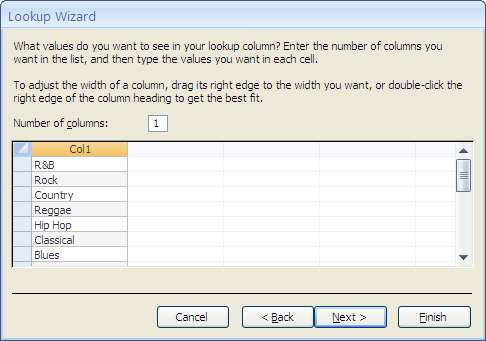 Lookup Wizard
What values do you want to see in your lookup column? Enter the number of columns you
want in the list, and then type the values you want in each cell.
To adjust the width of a column, drag its right edge to the width you want, or double-click the
right edge of the column heading to get the best fit.
Number of columns: 1
Col1
R&B
Rock
Country
Reggae
Hip Hop
Classical
Blues
Cancel < Back Next > Finish